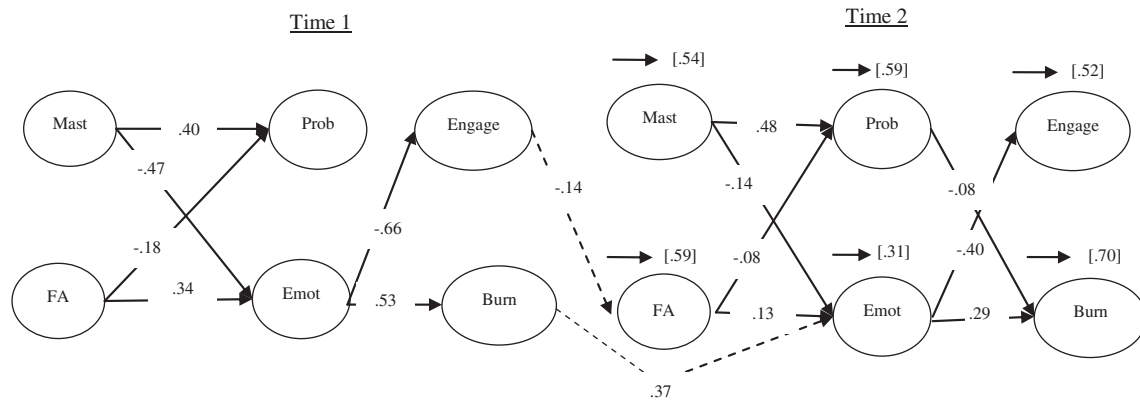 Time 1
Time 2
[.54]
[.59]
[.52]
Mast
.40
Prob
Engage
Mast
.48
Prob
Engage
-.47
-.14
-.14
-.08
-.66
-.18
[.59]
-.08
[.31]
-.40
[.70]
FA
.34
Emot
.53
Burn
FA
.13
Emot
.29
Burn
.37